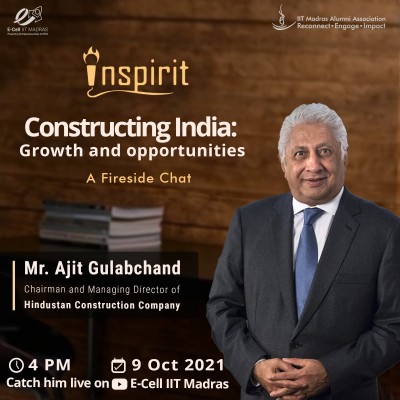 E-Cell IIT MADRAS
IIT Madras Alumni Association
Reconnect•Engage•Impact
inspirit
Constructing India:
Growth and opportunities
A Fireside Chat
Mr. Ajit Gulabchand
Chairman and Managing Director of
Hindustan Construction Company
4 PM
9 Oct 2021
Catch him live on E-Cell IIT Madras